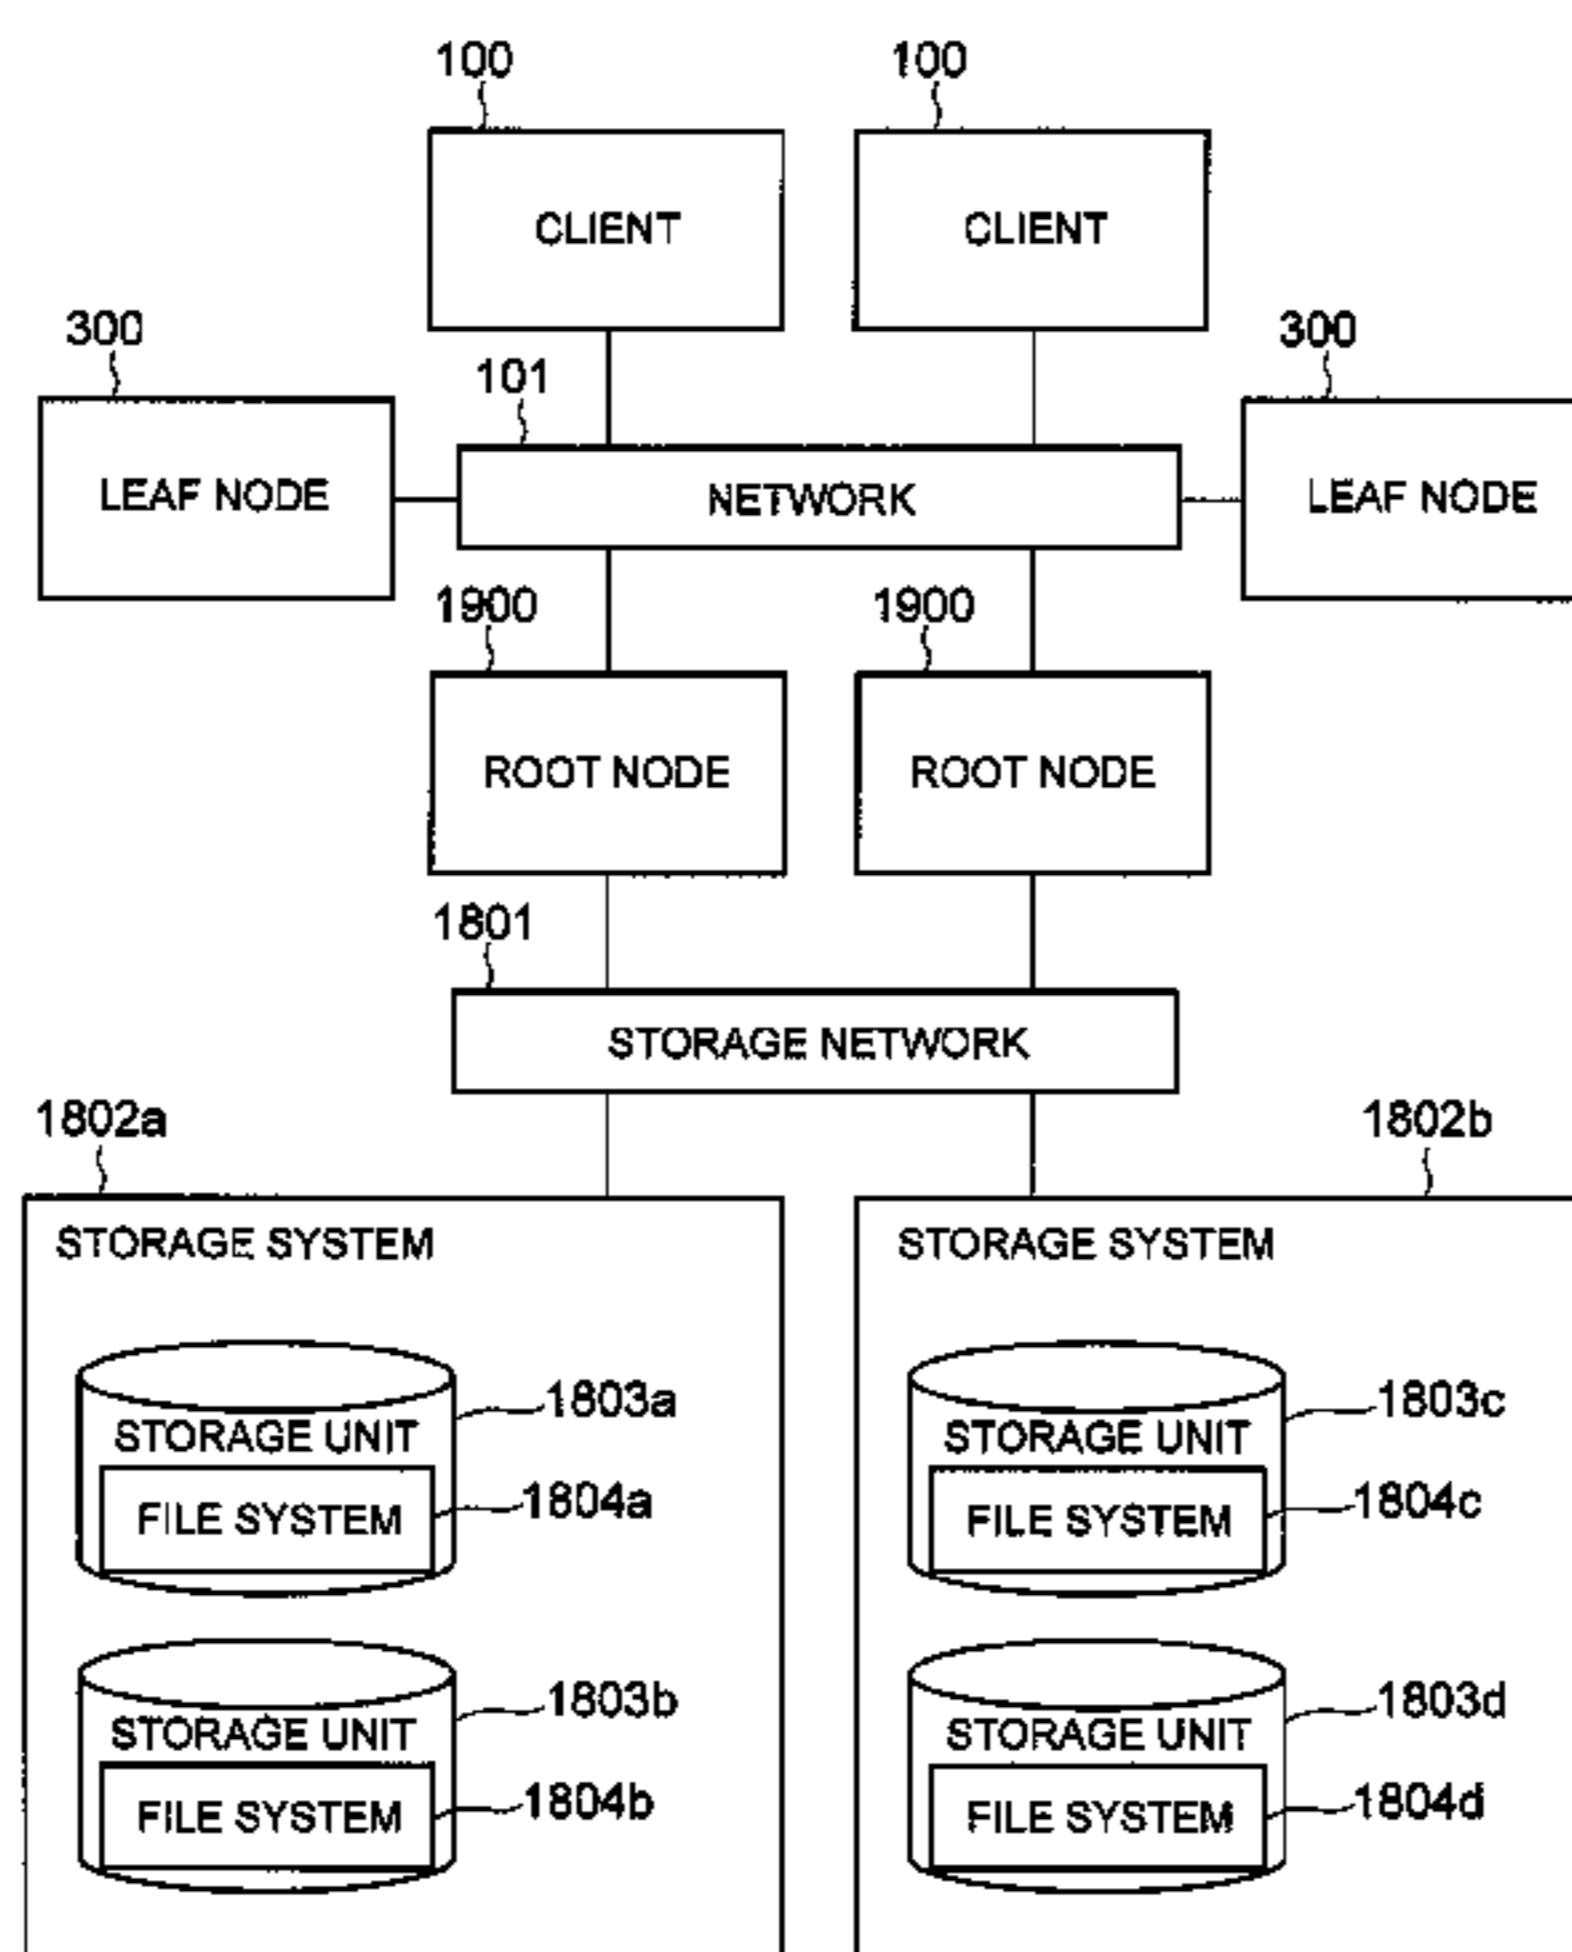 100 100
CLIENT CLIENT
300 101 300
LEAF NODE NETWORK LEAF NODE
1900 1900
ROOT NODE ROOT NODE
1801
STORAGE NETWORK
1802a 1802b
STORAGE SYSTEM STORAGE SYSTEM
1803a 1803c
STORAGE UNIT STORAGE UNIT
1804a 1804c
FILE SYSTEM FILE SYSTEM
1803b 1803d
STORAGE UNIT STORAGE UNIT
1804b 1804d
FILE SYSTEM FILE SYSTEM